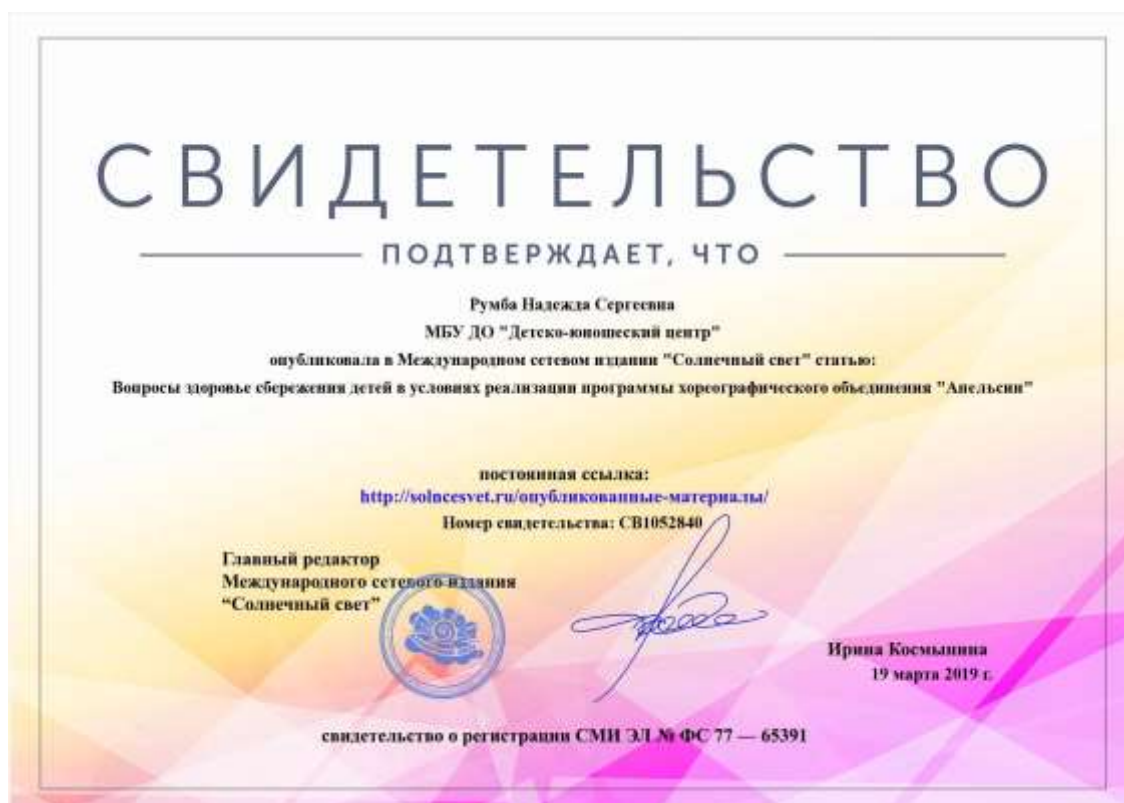 СВИДЕТЕЛЬСТВО
ПОДТВЕРЖДАЕТ, ЧТО
Румба Надежда Сергеевна
МБУ ДО "Детско-юношеский центр"
опубликовала в Международном сетевом издании "Солнечный свет" статью:
Вопросы здоровье сбережения детей в условиях реализации программы хореографического объединения "Апельсин"
постоянная ссылка:
http://solncesvet.ru/опубликованные-материалы/
Номер свидетельства: СВ1052840
Главный редактор
Международного сетевого издания
“Солнечный свет”
Ирина Космынина
19 марта 2019 г.
свидетельство о регистрации СМИ ЭЛ № ФС 77 — 65391